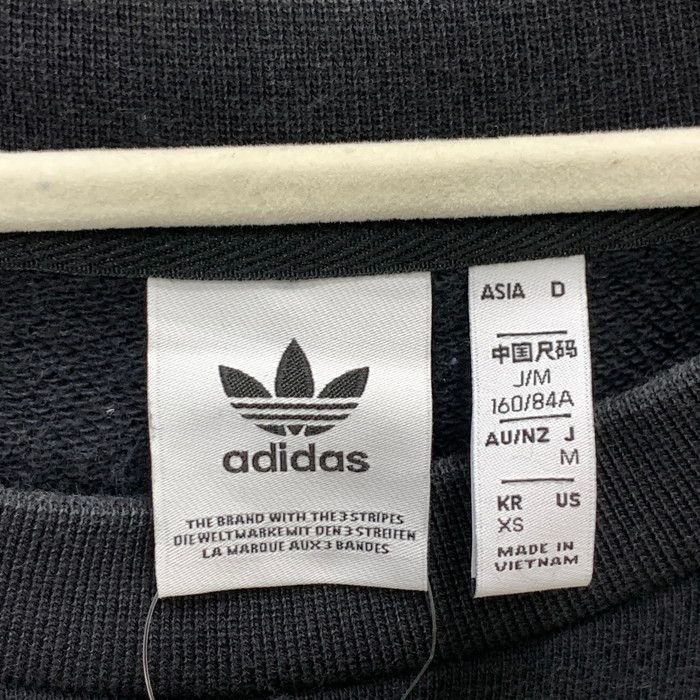 adidas
THE BRAND WITH THE 3 STRIPES
DIE WELTMARKE MIT DEN 3 STREIFEN
LA MARQUE AUX 3 BANDES
ASIA D
中国尺码
J/M
160/84A
AU/NZ J
M
KR US
XS
MADE IN
VIETNAM